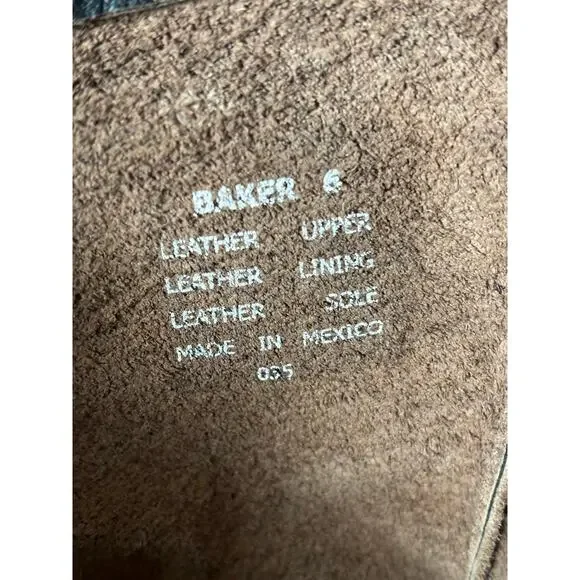 BAKER 6
LEATHER UPPER
LEATHER LINING
LEATHER SOLE
MADE IN MEXICO
035